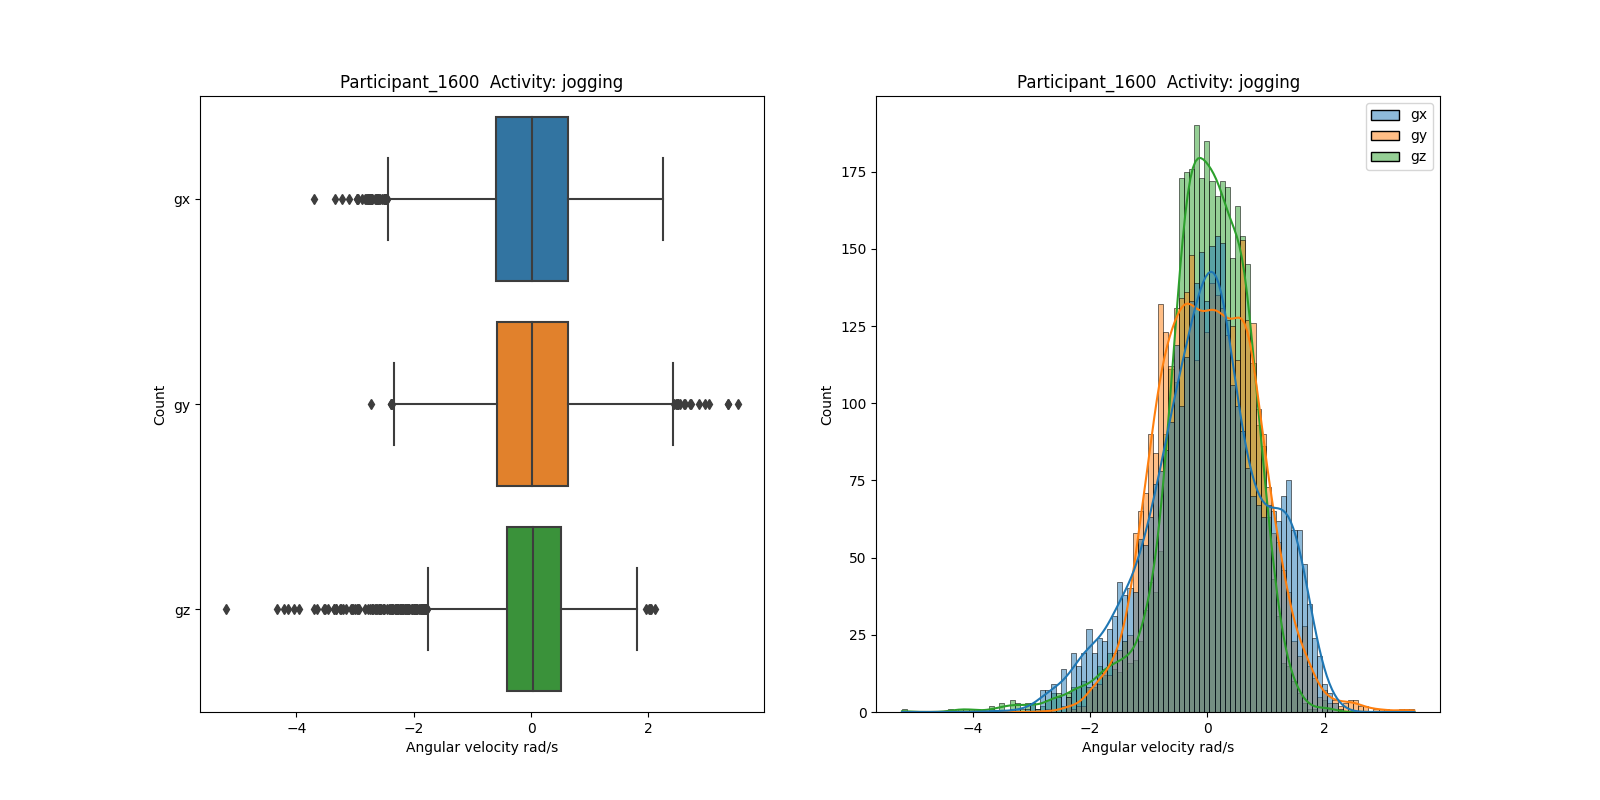 Participant_1600  Activity: jogging
gx
gy
gz
Count
−4
−2
0
2
Angular velocity rad/s
Participant_1600  Activity: jogging
gx
gy
gz
175
150
125
100
75
50
25
0
Count
−4
−2
0
2
Angular velocity rad/s